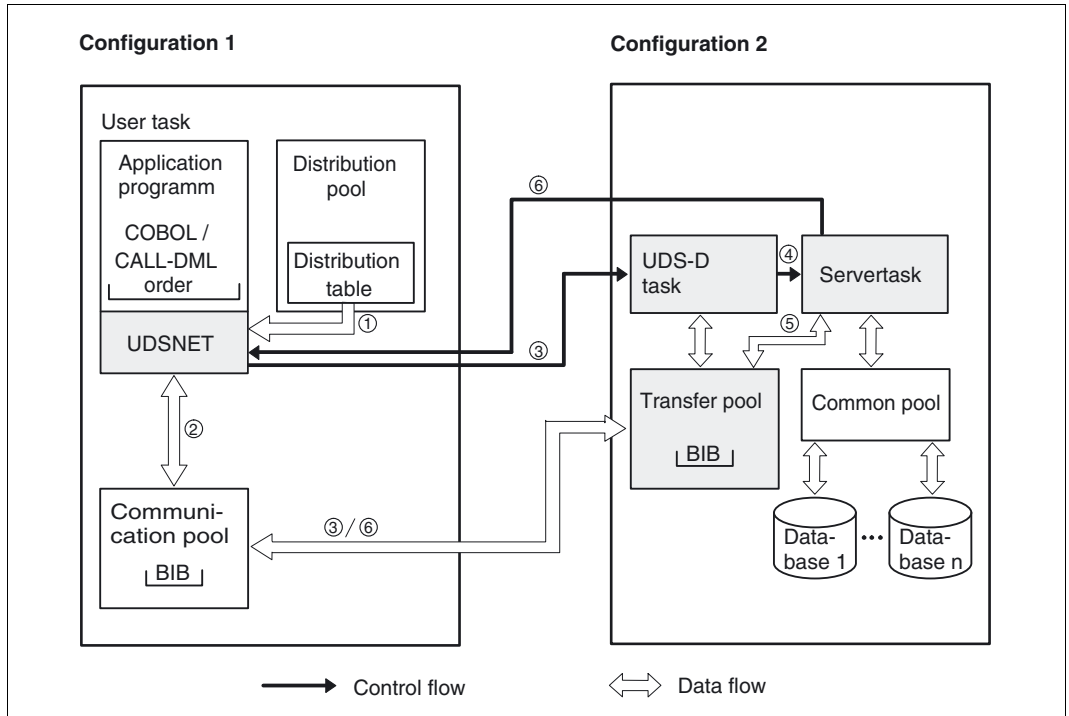 Configuration 1
Configuration 2
User task
Application
programm
COBOL /
CALL-DML
order
UDSNET
Distribution
pool
Distribution
table
①
②
Communi-
cation pool
BIB
③
③ / ⑥
⑥
UDS-D
task
④
Servertask
⑤
Transfer pool
BIB
Common pool
Data-
base 1
...
Data-
base n
Control flow
Data flow